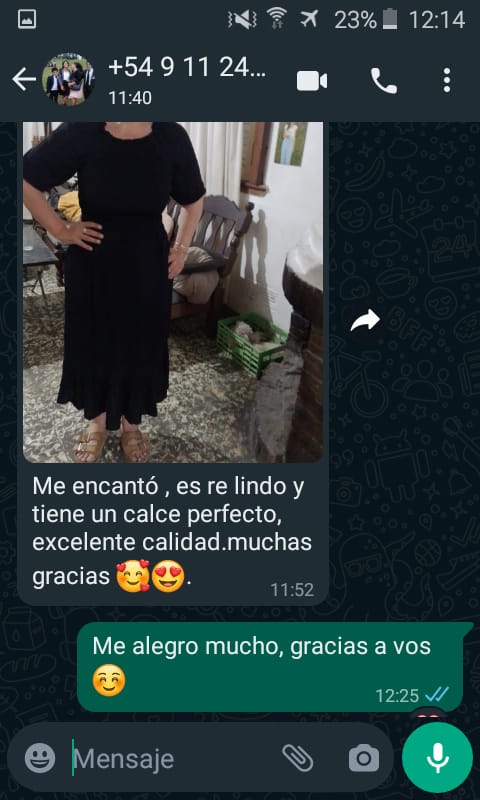 23% 12:14
+54 9 11 24...
11:40
Me encantó , es re lindo y
tiene un calce perfecto,
excelente calidad.muchas
gracias 🥰😍.
11:52
Me alegro mucho, gracias a vos
☺️
12:25
Mensaje